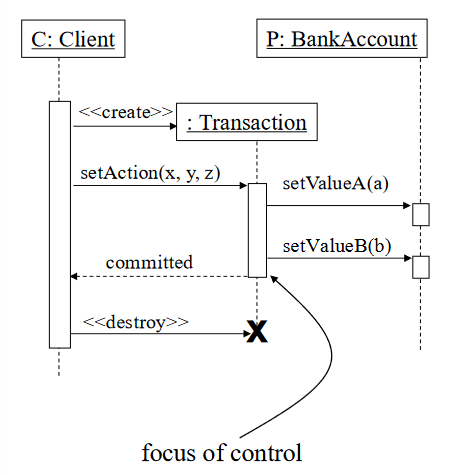 C: Client
P: BankAccount
<<create>>
: Transaction
setAction(x, y, z)
setValueA(a)
setValueB(b)
committed
<<destroy>>
X
focus of control